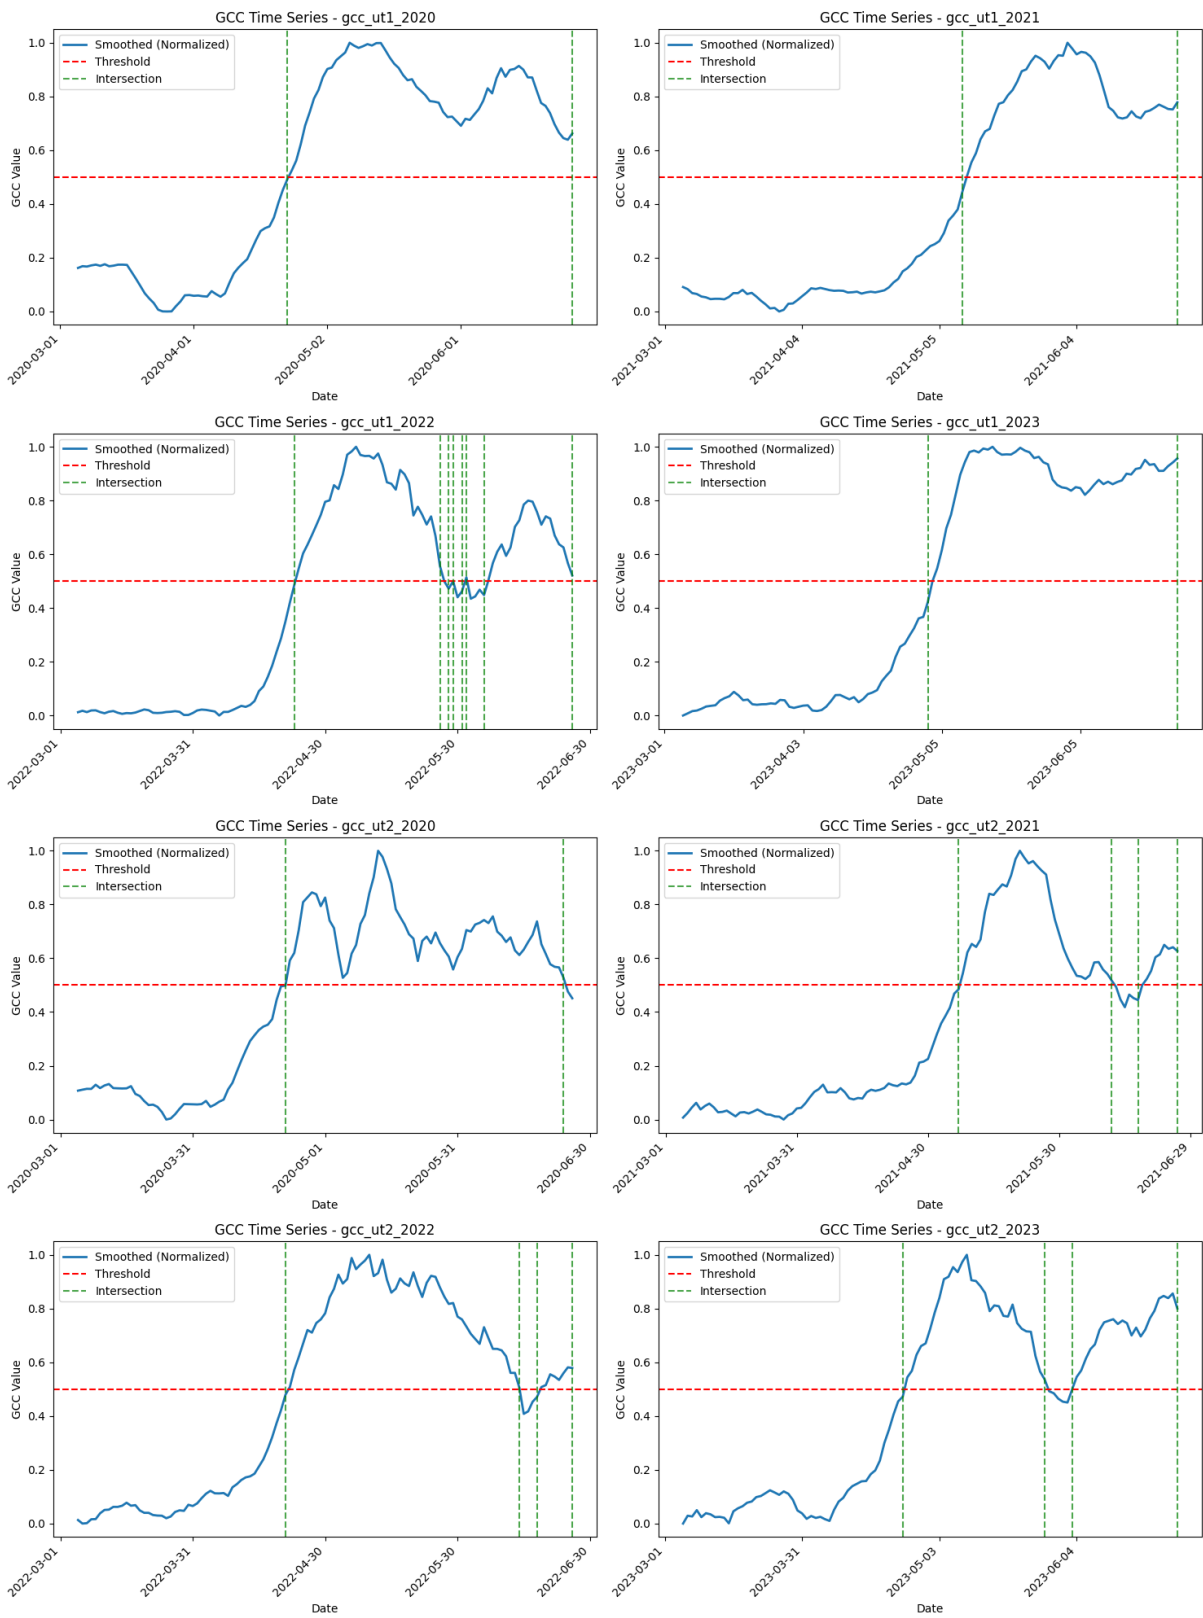 GCC Time Series - gcc_ut1_2020
Smoothed (Normalized)
Threshold
Intersection
GCC Value
1.0
0.8
0.6
0.4
0.2
0.0
2020-03-01
2020-04-01
2020-05-02
2020-06-01
Date
GCC Time Series - gcc_ut1_2021
Smoothed (Normalized)
Threshold
Intersection
GCC Value
1.0
0.8
0.6
0.4
0.2
0.0
2021-03-01
2021-04-04
2021-05-05
2021-06-04
Date
GCC Time Series - gcc_ut1_2022
Smoothed (Normalized)
Threshold
Intersection
GCC Value
1.0
0.8
0.6
0.4
0.2
0.0
2022-03-01
2022-03-31
2022-04-30
2022-05-30
2022-06-30
Date
GCC Time Series - gcc_ut1_2023
Smoothed (Normalized)
Threshold
Intersection
GCC Value
1.0
0.8
0.6
0.4
0.2
0.0
2023-03-01
2023-04-03
2023-05-05
2023-06-05
Date
GCC Time Series - gcc_ut2_2020
Smoothed (Normalized)
Threshold
Intersection
GCC Value
1.0
0.8
0.6
0.4
0.2
0.0
2020-03-01
2020-03-31
2020-05-01
2020-05-31
2020-06-30
Date
GCC Time Series - gcc_ut2_2021
Smoothed (Normalized)
Threshold
Intersection
GCC Value
1.0
0.8
0.6
0.4
0.2
0.0
2021-03-01
2021-03-31
2021-04-30
2021-05-30
2021-06-29
Date
GCC Time Series - gcc_ut2_2022
Smoothed (Normalized)
Threshold
Intersection
GCC Value
1.0
0.8
0.6
0.4
0.2
0.0
2022-03-01
2022-03-31
2022-04-30
2022-05-30
2022-06-30
Date
GCC Time Series - gcc_ut2_2023
Smoothed (Normalized)
Threshold
Intersection
GCC Value
1.0
0.8
0.6
0.4
0.2
0.0
2023-03-01
2023-03-31
2023-05-03
2023-06-04
Date